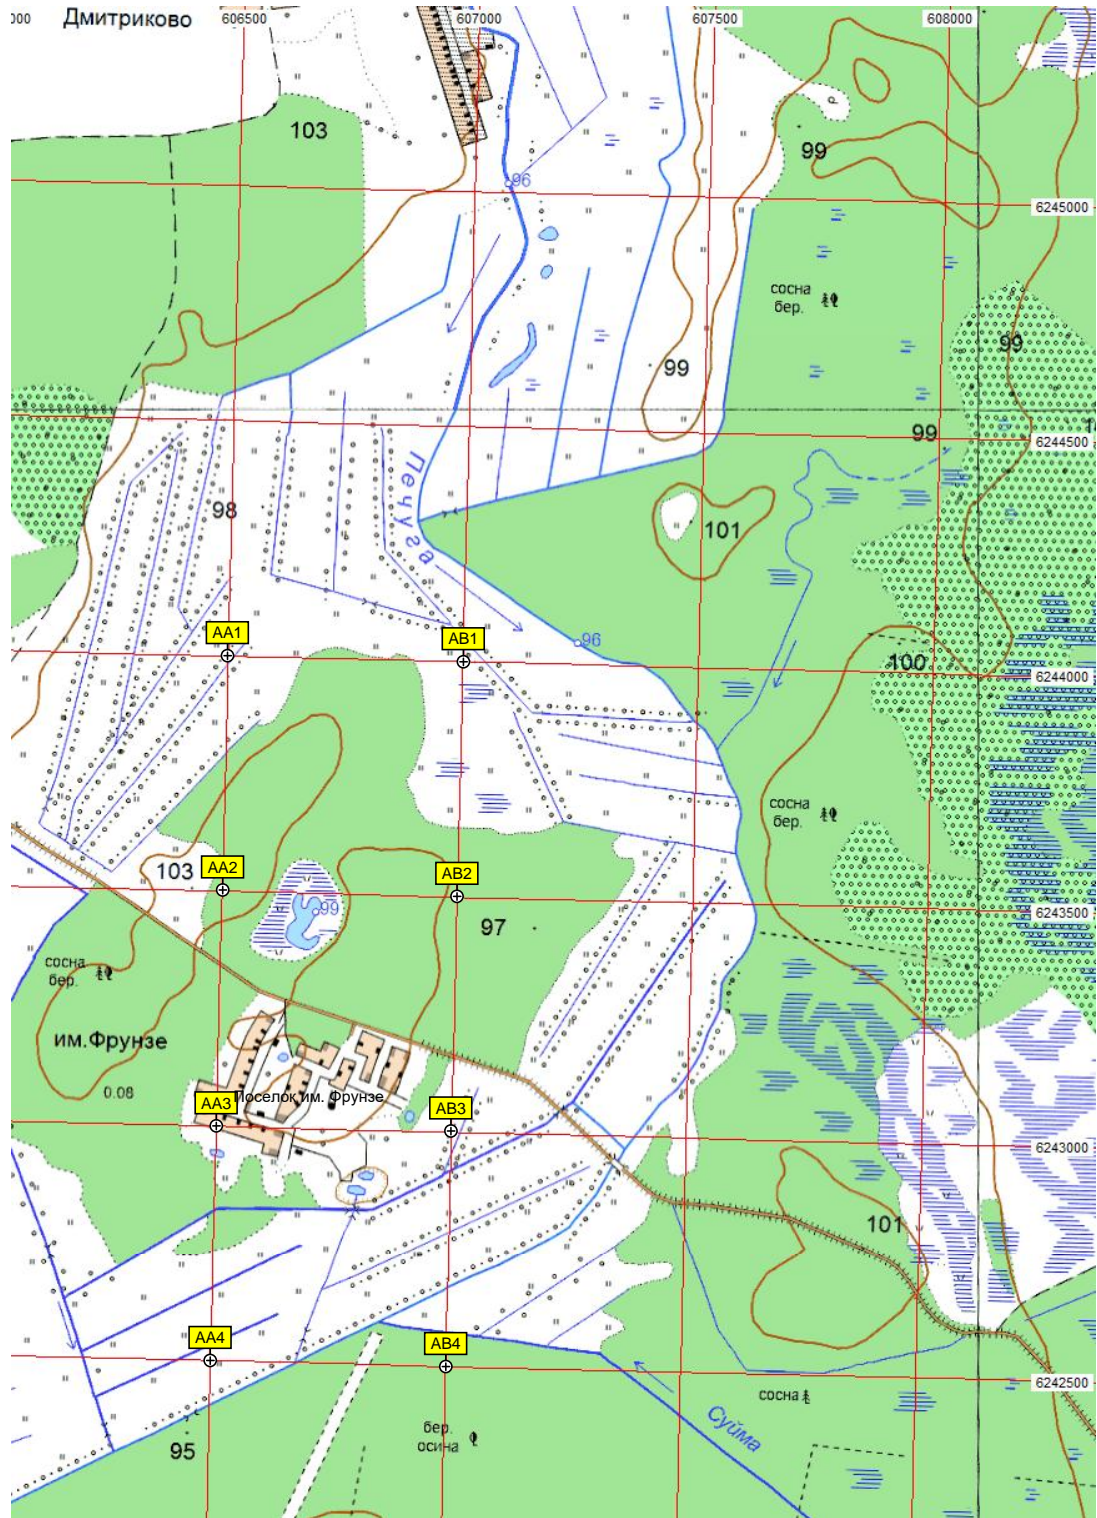 000
606500
607000
607500
608000
Дмитриково
103
99
96
6245000
сосна
бер.
99
99
99
6244500
Печуга
98
101
AA1
AB1
96
100
6244000
сосна
бер.
103
AA2
AB2
99
97
6243500
сосна
бер.
им.Фрунзе
0.08
AA3
Поселок им. Фрунзе
AB3
6243000
101
AA4
AB4
6242500
сосна
Суйма
бер.
осина
95